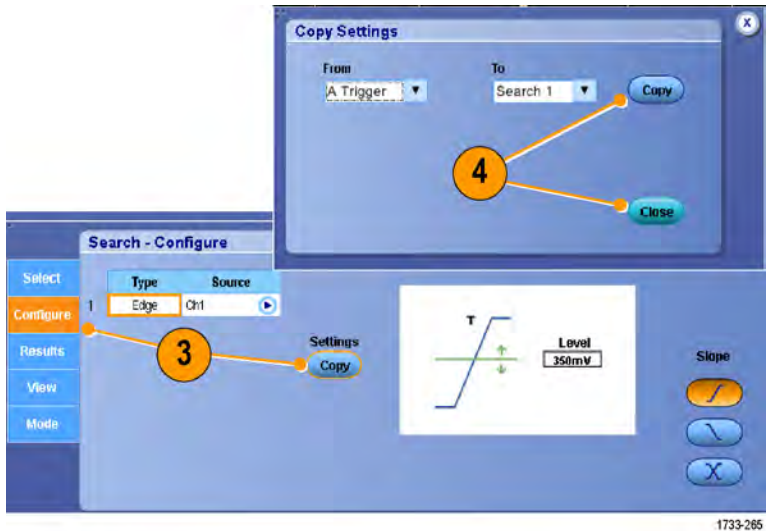 Copy Settings
X
From To
A Trigger Search 1 Copy
4
Close
Search - Configure
Select
Configure
Results
View
Mode
Type Source
1 Edge Ch1
3
Settings
Copy
T
Level
350mV
Slope
1733-265